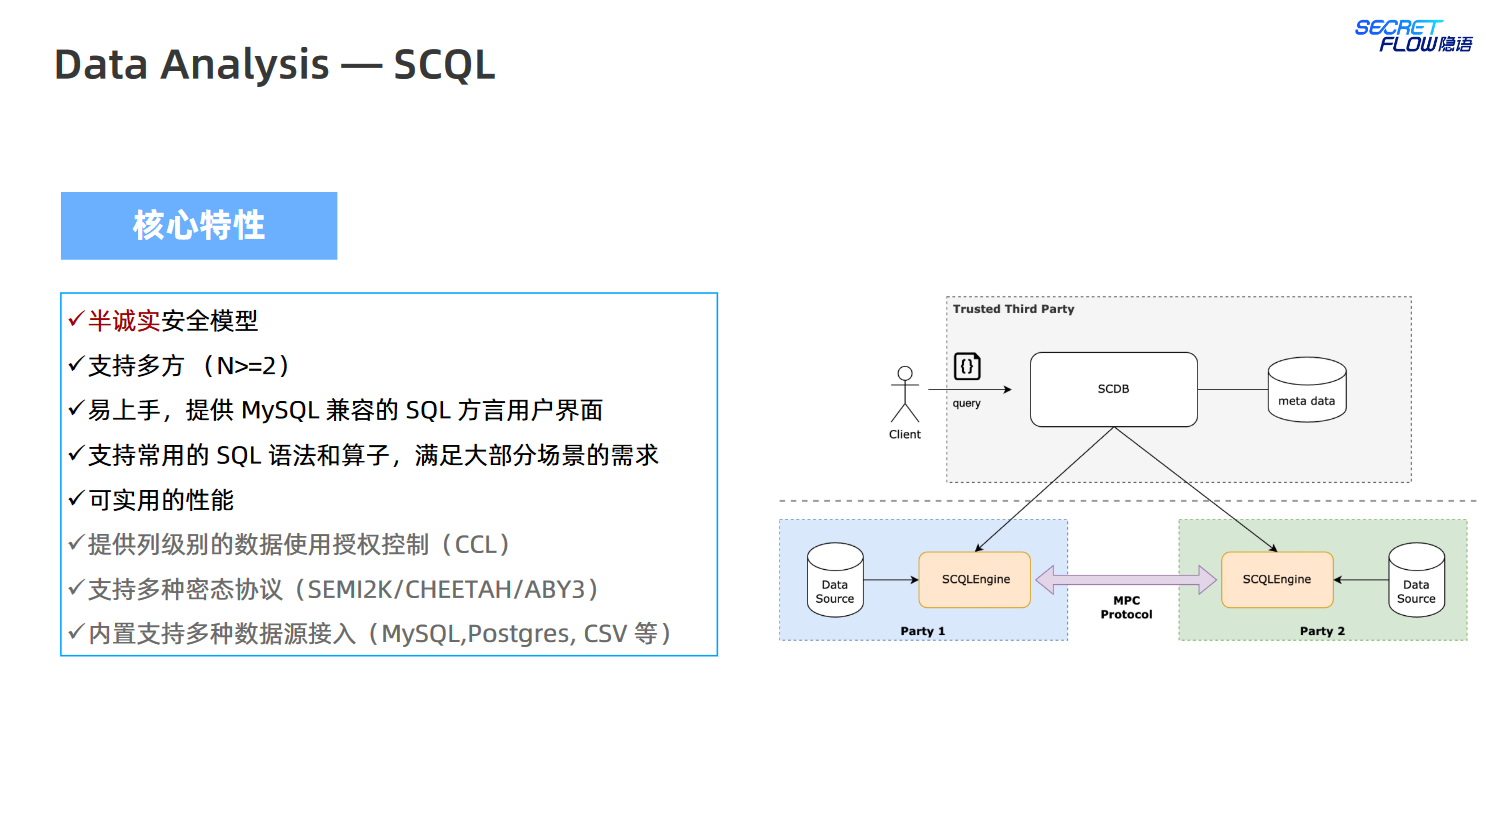 Data Analysis — SCQL
SECRET
FLOW隐语
核心特性
✓半诚实安全模型
✓支持多方（N>=2）
✓易上手，提供 MySQL 兼容的 SQL 方言用户界面
✓支持常用的 SQL 语法和算子，满足大部分场景的需求
✓可实用的性能
✓提供列级别的数据使用授权控制（CCL）
✓支持多种密态协议（SEMI2K/CHEETAH/ABY3）
✓内置支持多种数据源接入（MySQL,Postgres, CSV 等）
Trusted Third Party
{}
query
Client
SCDB
meta data
Data
Source
SCQLEngine
Party 1
MPC
Protocol
SCQLEngine
Data
Source
Party 2